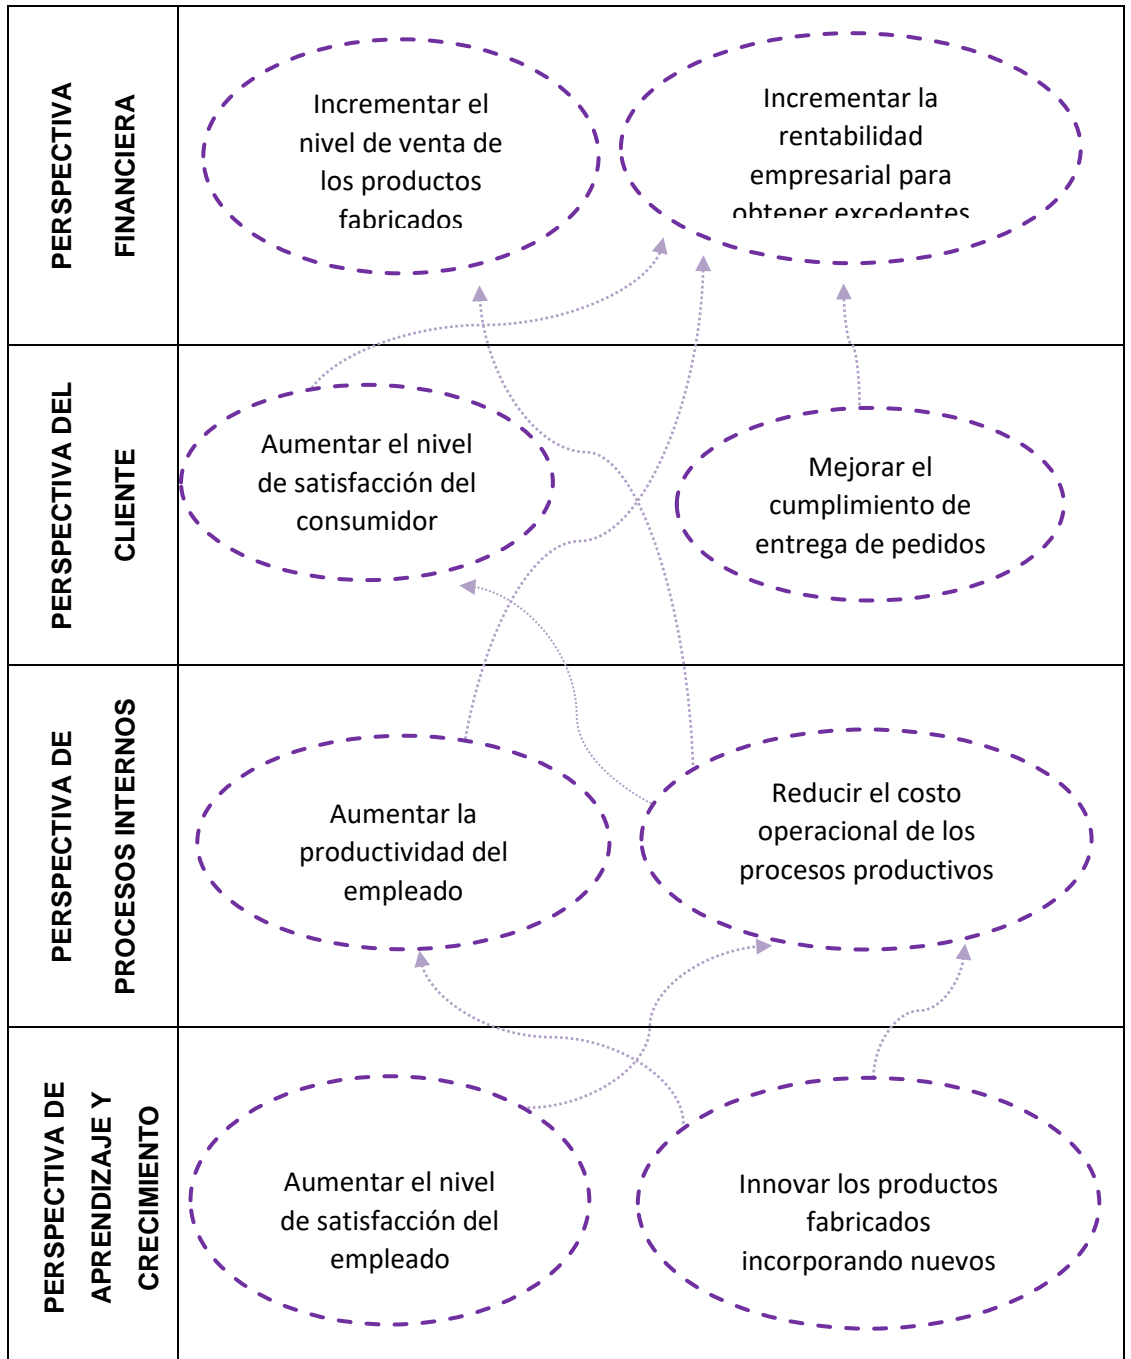 PERSPECTIVA
FINANCIERA
Incrementar el
nivel de venta de
los productos
fabricados
Incrementar la
rentabilidad
empresarial para
obtener excedentes
PERSPECTIVA DEL
CLIENTE
Aumentar el nivel
de satisfacción del
consumidor
Mejorar el
cumplimiento de
entrega de pedidos
PERSPECTIVA DE
PROCESOS INTERNOS
Aumentar la
productividad del
empleado
Reducir el costo
operacional de los
procesos productivos
PERSPECTIVA DE
APRENDIZAJE Y
CRECIMIENTO
Aumentar el nivel
de satisfacción del
empleado
Innovar los productos
fabricados
incorporando nuevos